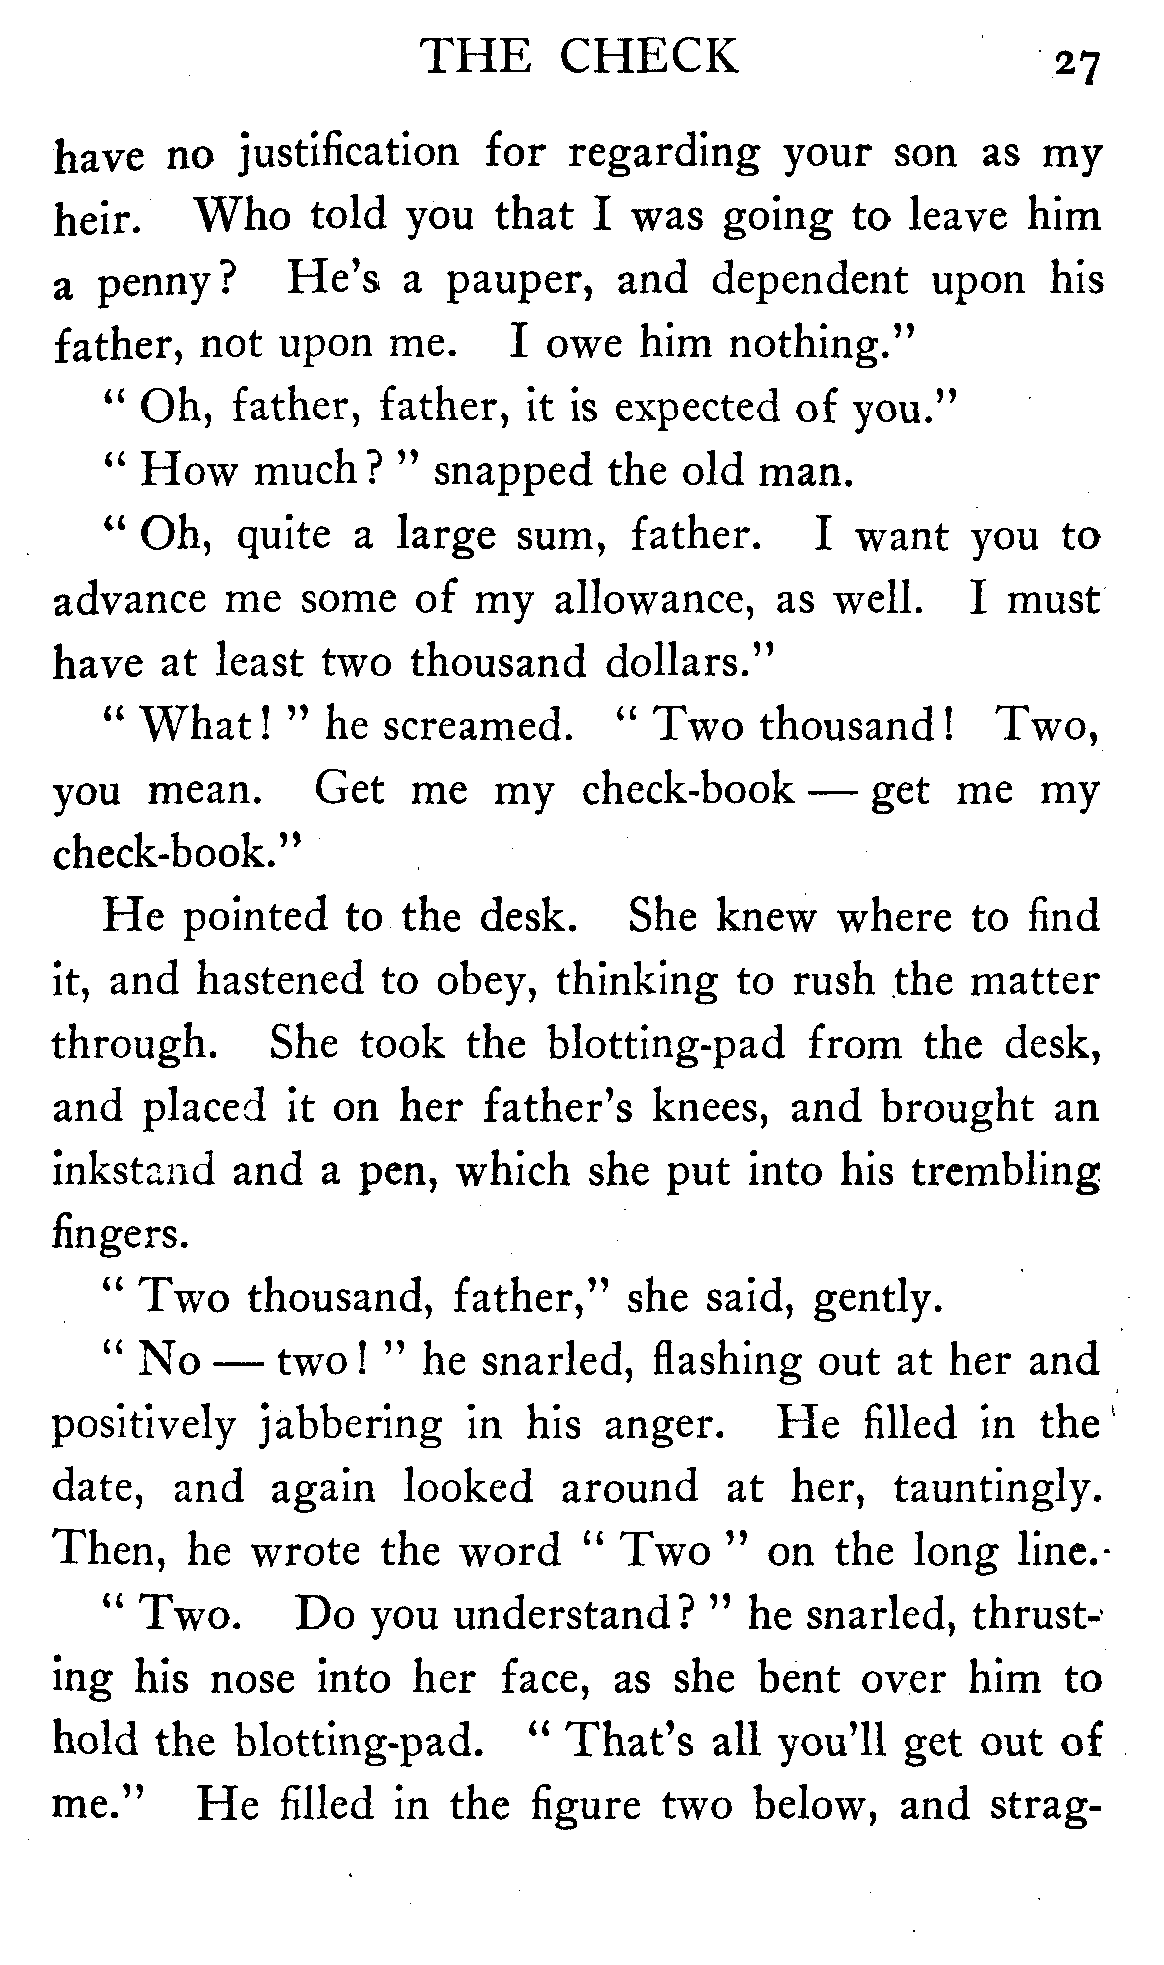 THE CHECK 27
have no justification for regarding your son as my
heir. Who told you that I was going to leave him
a penny? He's a pauper, and dependent upon his
father, not upon me. I owe him nothing."
" Oh, father, father, it is expected of you."
" How much? " snapped the old man.
" Oh, quite a large sum, father. I want you to
advance me some of my allowance, as well. I must
have at least two thousand dollars."
" What! " he screamed. " Two thousand! Two,
you mean. Get me my check-book — get me my
check-book."
He pointed to the desk. She knew where to find
it, and hastened to obey, thinking to rush the matter
through. She took the blotting-pad from the desk,
and placed it on her father's knees, and brought an
inkstand and a pen, which she put into his trembling
fingers.
" Two thousand, father," she said, gently.
" No — two! " he snarled, flashing out at her and
positively jabbering in his anger. He filled in the
date, and again looked around at her, tauntingly.
Then, he wrote the word " Two " on the long line.
" Two. Do you understand? " he snarled, thrust-
ing his nose into her face, as she bent over him to
hold the blotting-pad. " That's all you'll get out of
me." He filled in the figure two below, and strag-